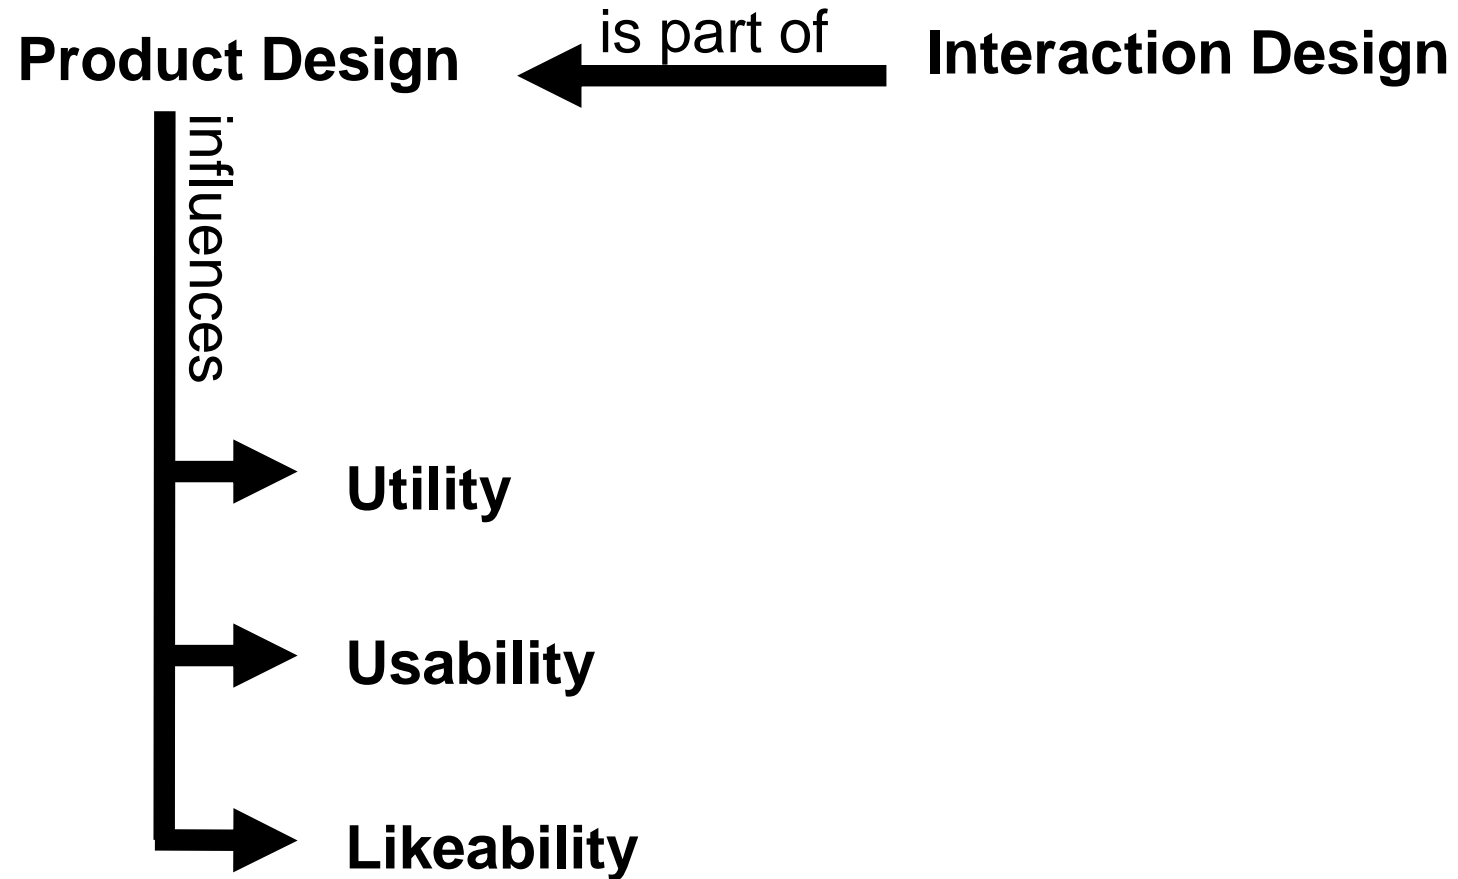 is part of
Product Design
Interaction Design
influences
Utility
Usability
Likeability